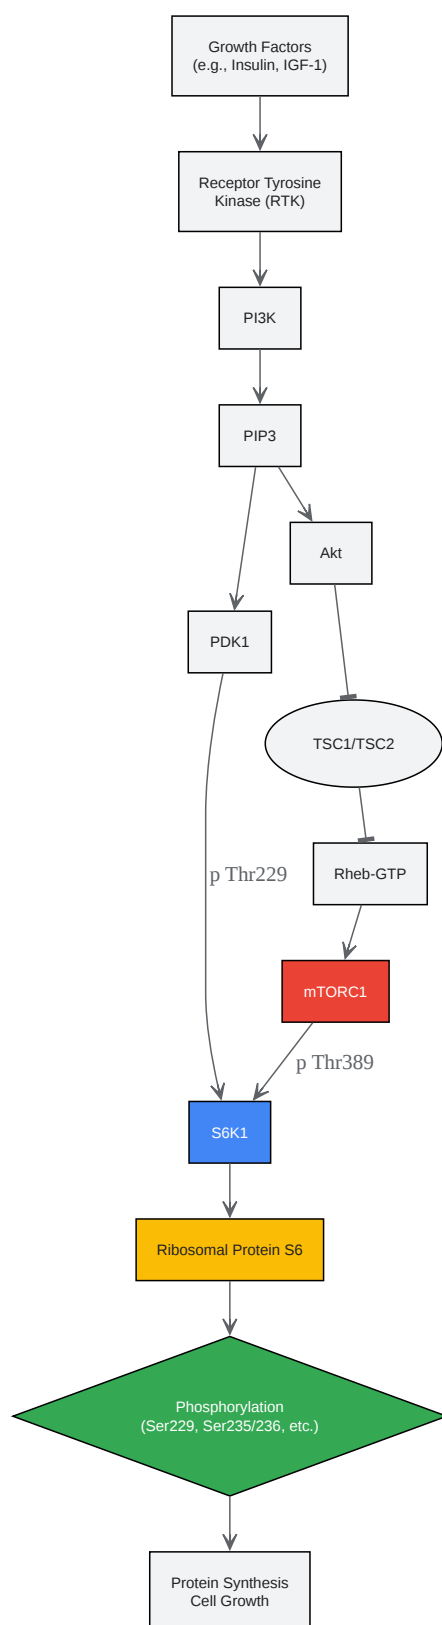 Growth Factors
(e.g., Insulin, IGF-1)
Receptor Tyrosine
Kinase (RTK)
PI3K
PIP3
Akt
PDK1
TSC1/TSC2
Rheb-GTP
p Thr229
mTORC1
p Thr389
S6K1
Ribosomal Protein S6
Phosphorylation
(Ser229, Ser235/236, etc.)
Protein Synthesis
Cell Growth